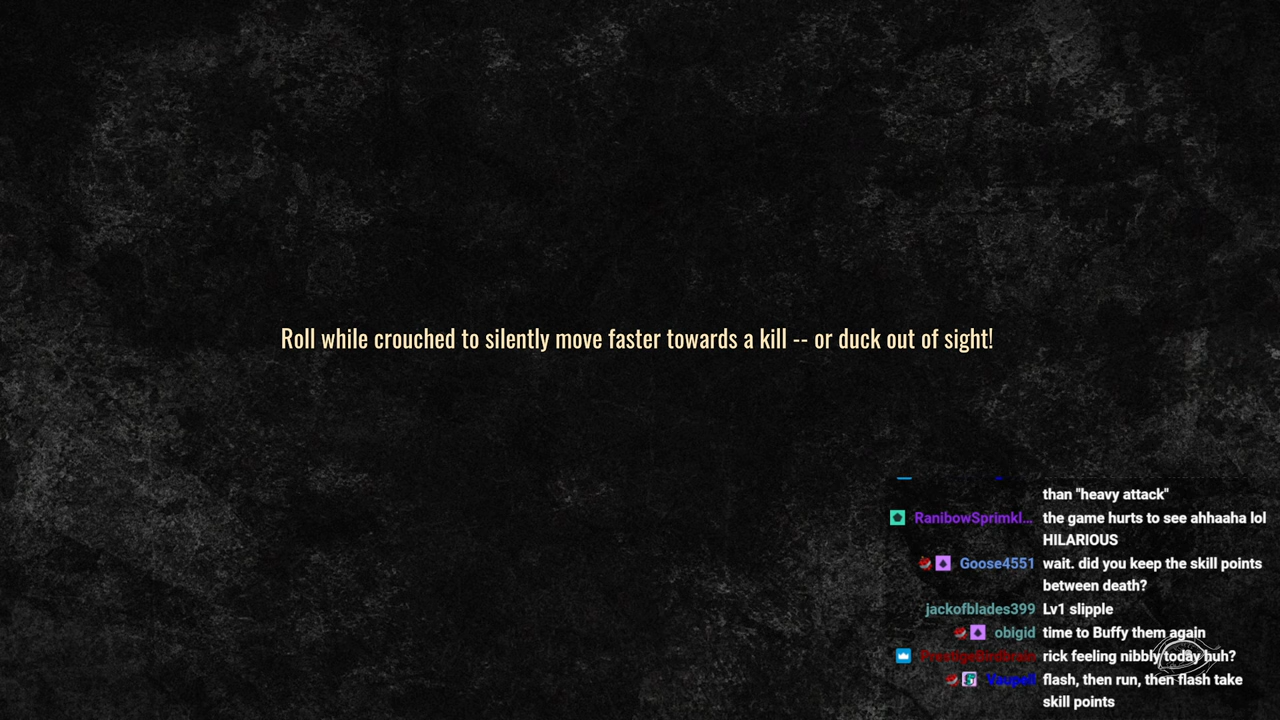 Roll while crouched to silently move faster towards a kill -- or duck out of sight!
than "heavy attack"
RanibowSprimkl... the game hurts to see ahhaaha lol
HILARIOUS
Goose4551 wait. did you keep the skill points
between death?
jackofblades399 Lv1 slipple
obigid time to Buffy them again
rick feeling nibbly today huh?
Vaupell flash, then run, then flash take
skill points